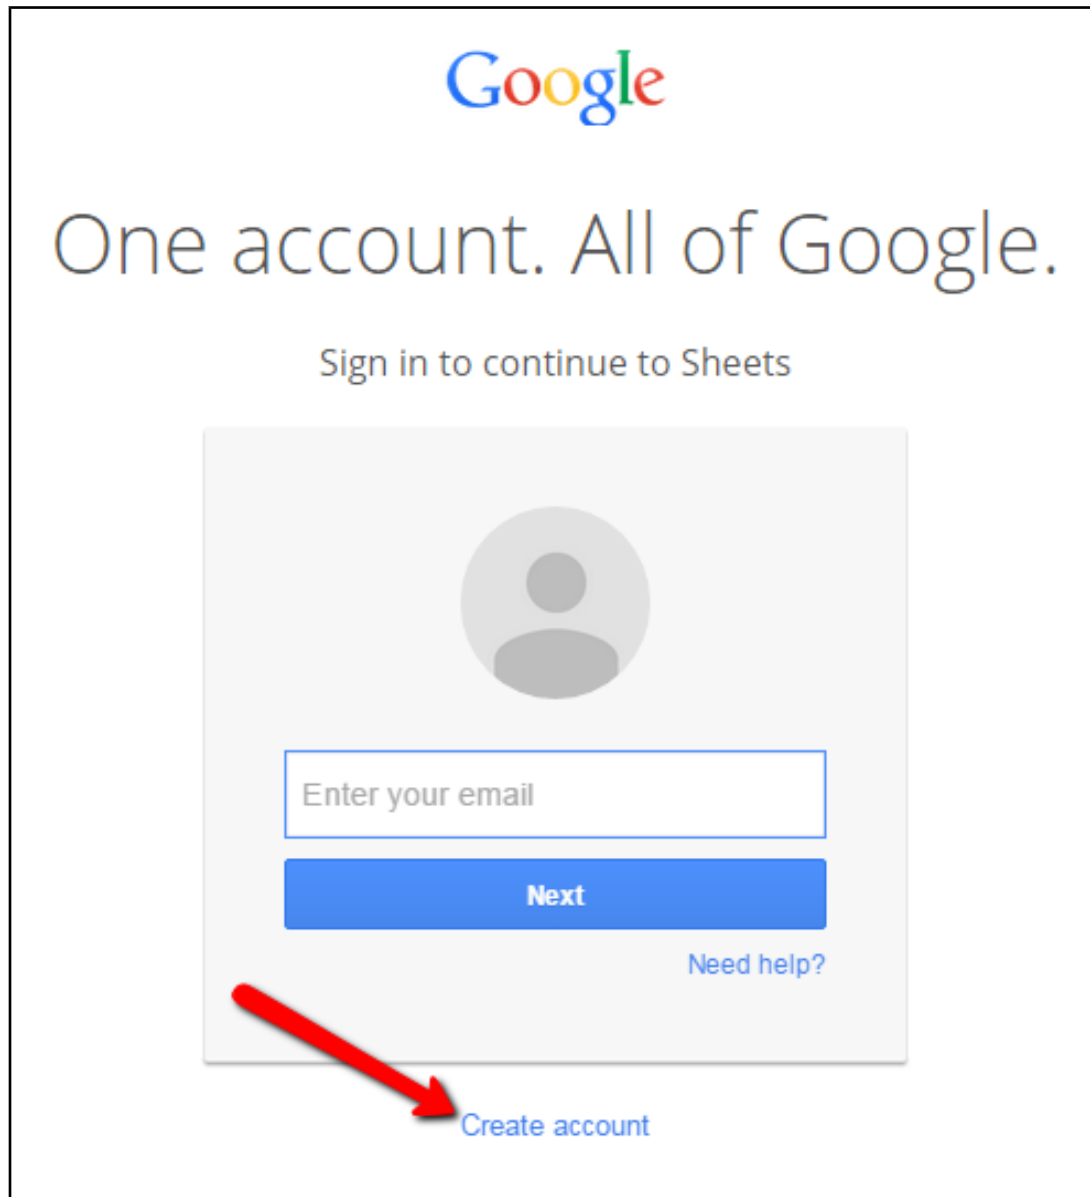 Google
One account. All of Google.
Sign in to continue to Sheets
Enter your email
Next
Need help?
Create account